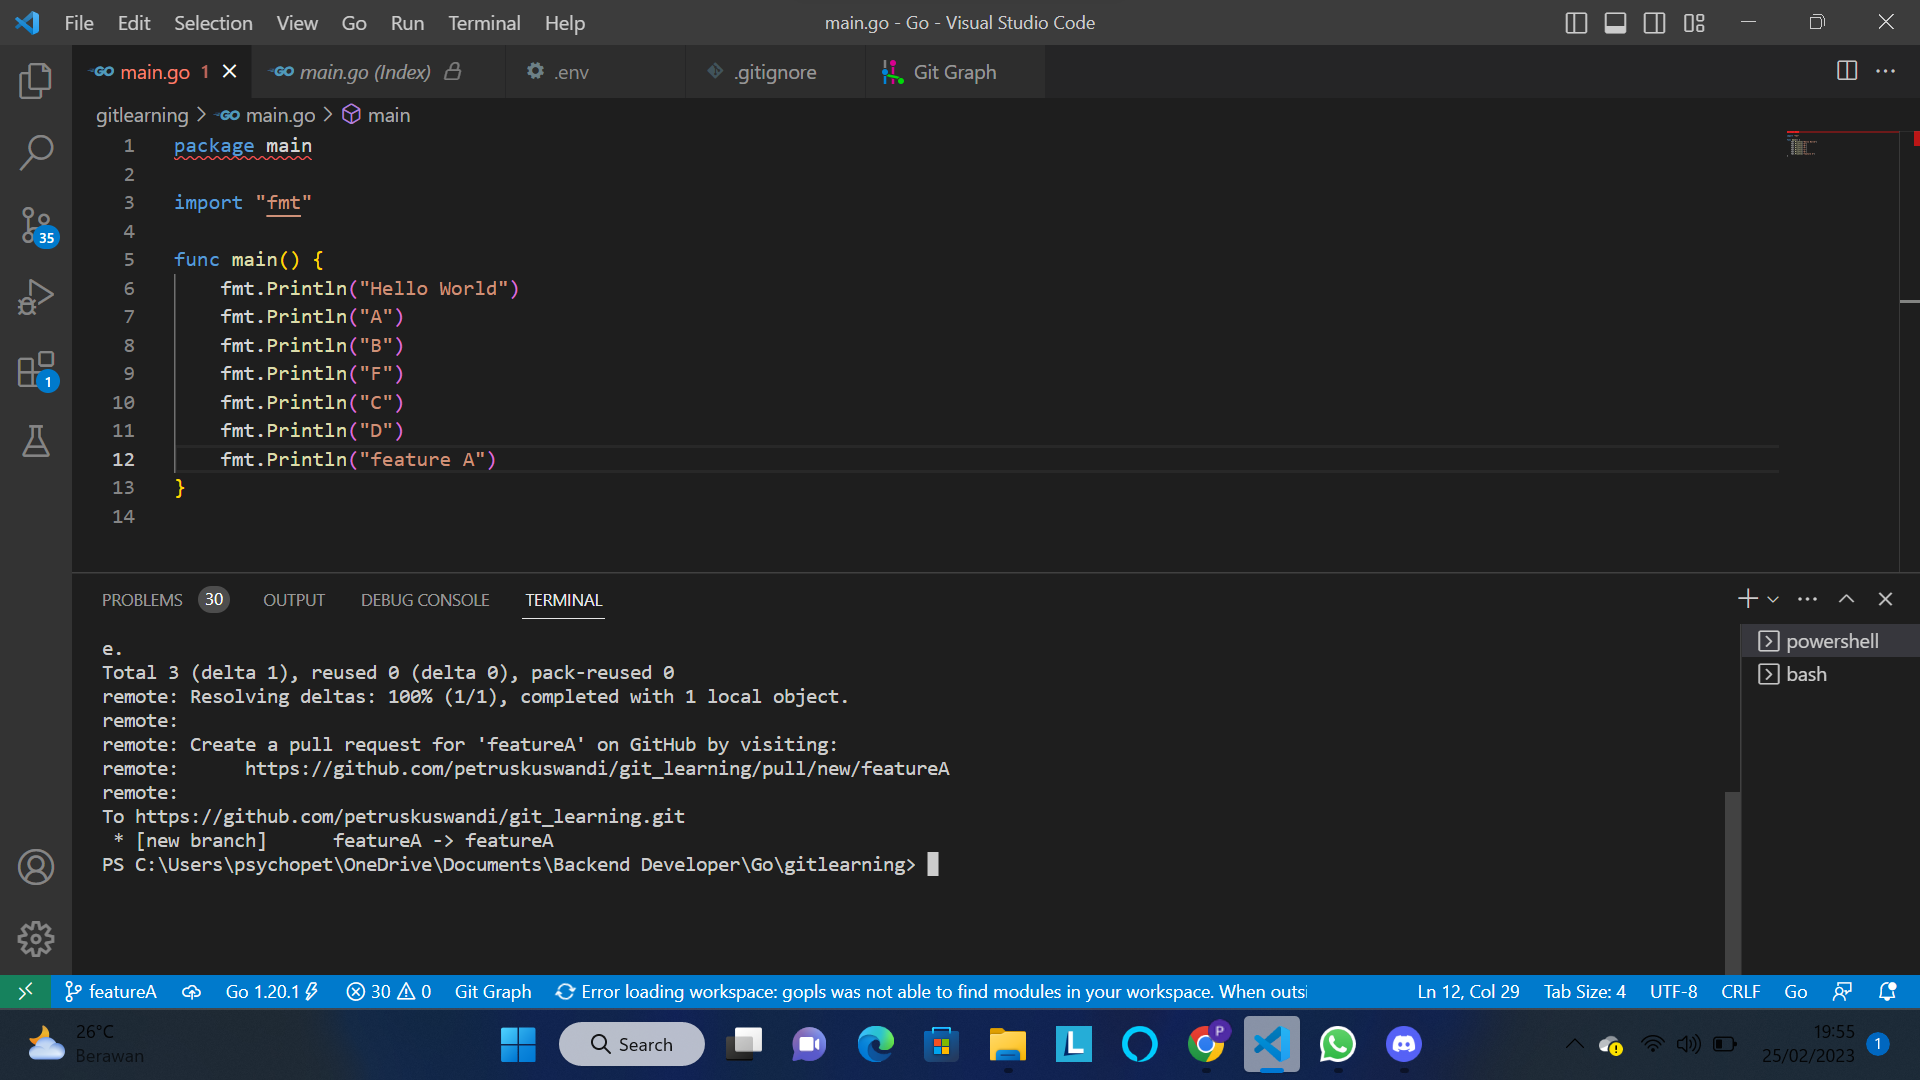 File Edit Selection View Go Run Terminal Help
main.go - Go - Visual Studio Code
main.go 1
main.go (Index)
.env
.gitignore
Git Graph
gitlearning > main.go > main
1 package main
2
3 import "fmt"
4
5 func main() {
6 fmt.Println("Hello World")
7 fmt.Println("A")
8 fmt.Println("B")
9 fmt.Println("F")
10 fmt.Println("C")
11 fmt.Println("D")
12 fmt.Println("feature A")
13 }
14
35
1
PROBLEMS 30 OUTPUT DEBUG CONSOLE TERMINAL
e.
Total 3 (delta 1), reused 0 (delta 0), pack-reused 0
remote: Resolving deltas: 100% (1/1), completed with 1 local object.
remote:
remote: Create a pull request for 'featureA' on GitHub by visiting:
remote:      https://github.com/petruskuswandi/git_learning/pull/new/featureA
remote:
To https://github.com/petruskuswandi/git_learning.git
 * [new branch]      featureA -> featureA
PS C:\Users\psychopet\OneDrive\Documents\Backend Developer\Go\gitlearning>
powershell
bash
featureA Go 1.20.1 30 0 Git Graph Error loading workspace: gopls was not able to find modules in your workspace. When outsi Ln 12, Col 29 Tab Size: 4 UTF-8 CRLF Go
26°C
Berawan
Search
L
P
19:55
25/02/2023
1